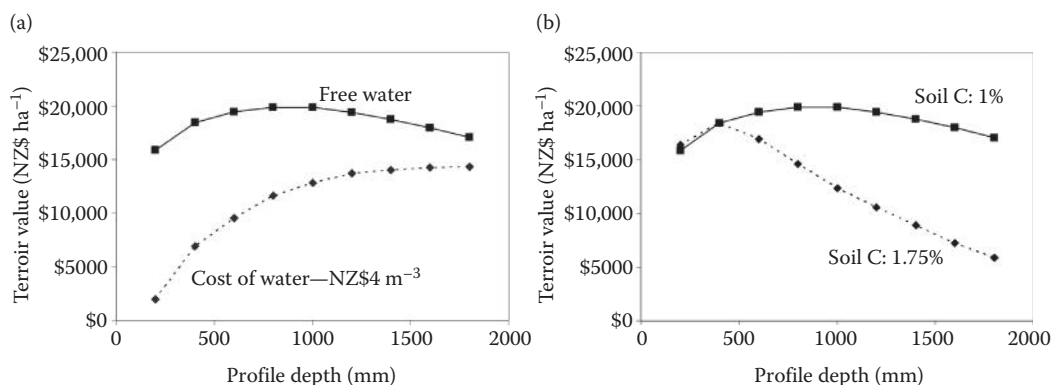 (a)
$25,000
$20,000
$15,000
$10,000
$5000
$0
Terroir value (NZ$ ha⁻¹)
Free water
Cost of water—NZ$4 m⁻³
0
500
1000
1500
2000
Profile depth (mm)
(b)
$25,000
$20,000
$15,000
$10,000
$5000
$0
Terroir value (NZ$ ha⁻¹)
Soil C: 1%
Soil C: 1.75%
0
500
1000
1500
2000
Profile depth (mm)